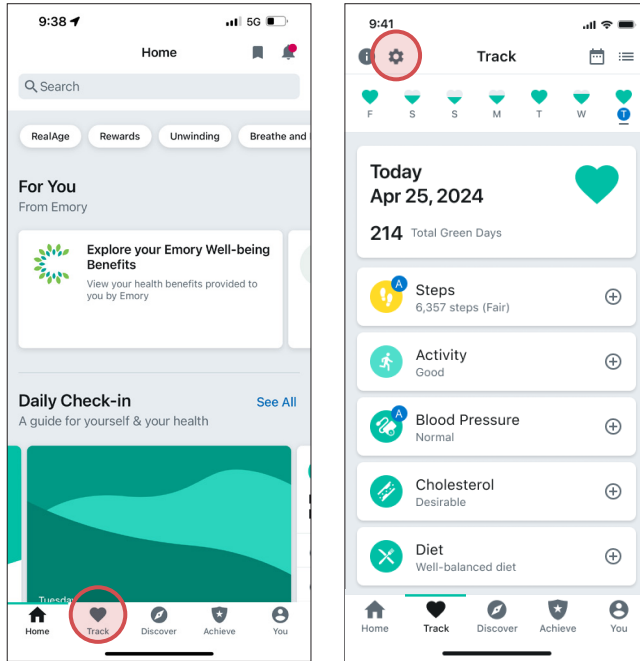 9:38
5G
Home
Search
RealAge
Rewards
Unwinding
Breathe and
For You
From Emory
Explore your Emory Well-being
Benefits
View your health benefits provided to
you by Emory
Daily Check-in
See All
A guide for yourself & your health
Tuesda
Home
Track
Discover
Achieve
You
9:41
Track
F
S
S
M
T
W
T
Today
Apr 25, 2024
214 Total Green Days
A
Steps
6,357 steps (Fair)
Activity
Good
A
Blood Pressure
Normal
Cholesterol
Desirable
Diet
Well-balanced diet
Home
Track
Discover
Achieve
You